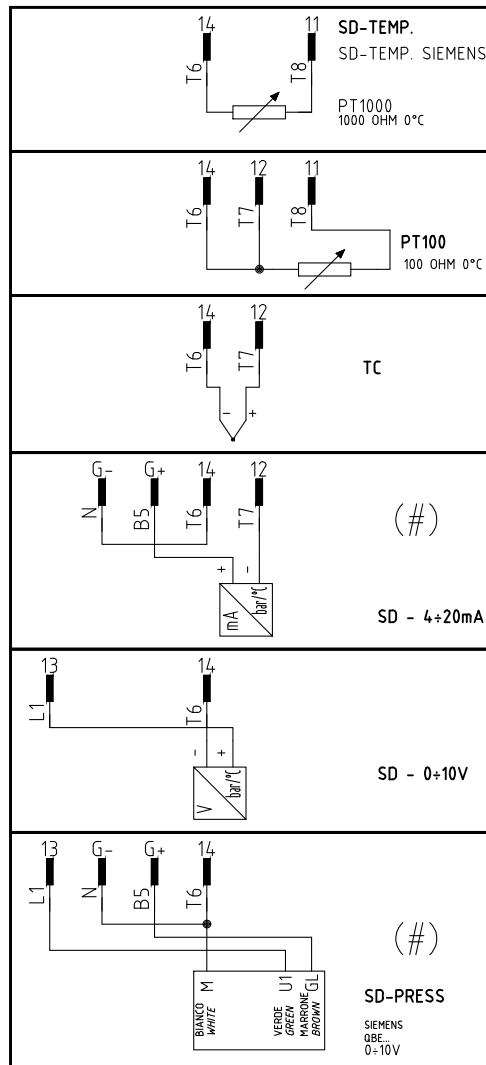 14 11
T6 T8
SD-TEMP.
SD-TEMP. SIEMENS
PT1000
1000 OHM 0°C
14 12 11
T6 T7 T8
PT100
100 OHM 0°C
14 12
T6 T7
- +
TC
G- G+ 14 12
N B5 T6 T7
+ -
mA bar/°C
(#)
SD - 4÷20mA
13 14
L1 T6
- +
V bar/°C
SD - 0÷10V
13 G- G+ 14
L1 N B5 T6
M U1 GL
BIANCO VERDE MARRONE
WHITE GREEN BROWN
(#)
SD-PRESS
SIEMENS
QBE...
0÷10V